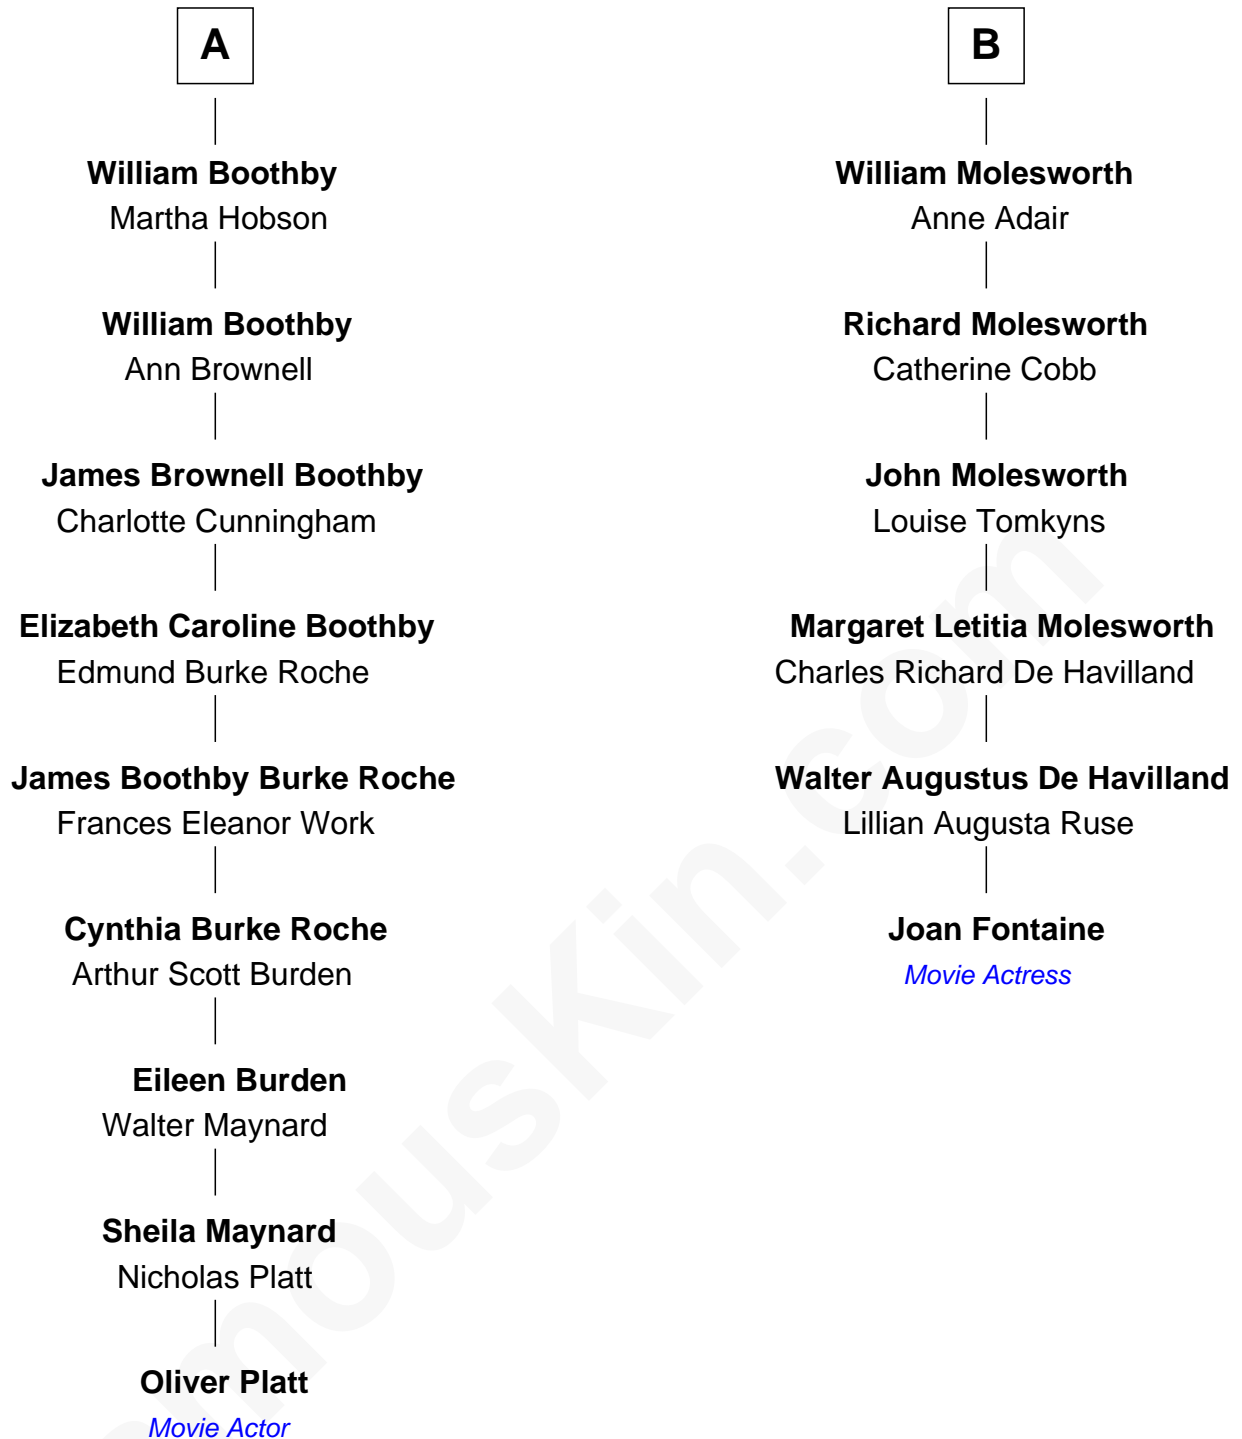 A
William Boothby
Martha Hobson
William Boothby
Ann Brownell
James Brownell Boothby
Charlotte Cunningham
Elizabeth Caroline Boothby
Edmund Burke Roche
James Boothby Burke Roche
Frances Eleanor Work
Cynthia Burke Roche
Arthur Scott Burden
Eileen Burden
Walter Maynard
Sheila Maynard
Nicholas Platt
Oliver Platt
Movie Actor
B
William Molesworth
Anne Adair
Richard Molesworth
Catherine Cobb
John Molesworth
Louise Tomkyns
Margaret Letitia Molesworth
Charles Richard De Havilland
Walter Augustus De Havilland
Lillian Augusta Ruse
Joan Fontaine
Movie Actress
mouskin.com